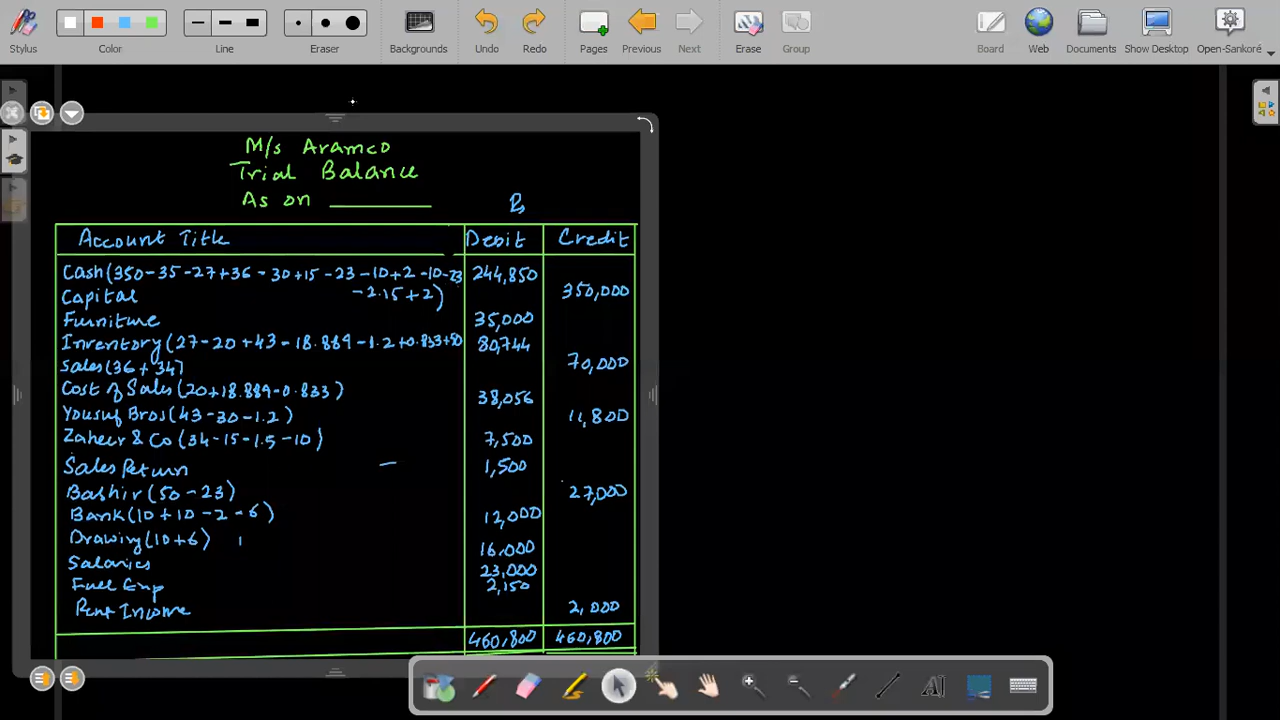 Stylus Color Line Eraser Backgrounds Undo Redo Pages Previous Next Erase Group Board Web Documents Show Desktop Open-Sankoré
M/s Aramco
Trial Balance
As on
Rs
Account Title Debit Credit
Cash (350-35-27+36-30+15-23-10+2-10-23 244,850
-2.15+2)
Capital 350,000
Furniture 35,000
Inventory (27-20+43-18.889-1.2+0.833+50 80,744
Sales (36+34) 70,000
Cost of Sales (20+18.889-0.833) 38,056
Yousuf Bros (43-30-1.2) 11,800
Zaheer & Co (34-15-1.5-10) 7,500
Sales Return 1,500
Bashir (50-23) 27,000
Bank (10+10-2-6) 12,000
Drawing (10+6) 16,000
Salaries 23,000
Fuel Exp 2,150
Rent Income 2,000
460,800 460,800